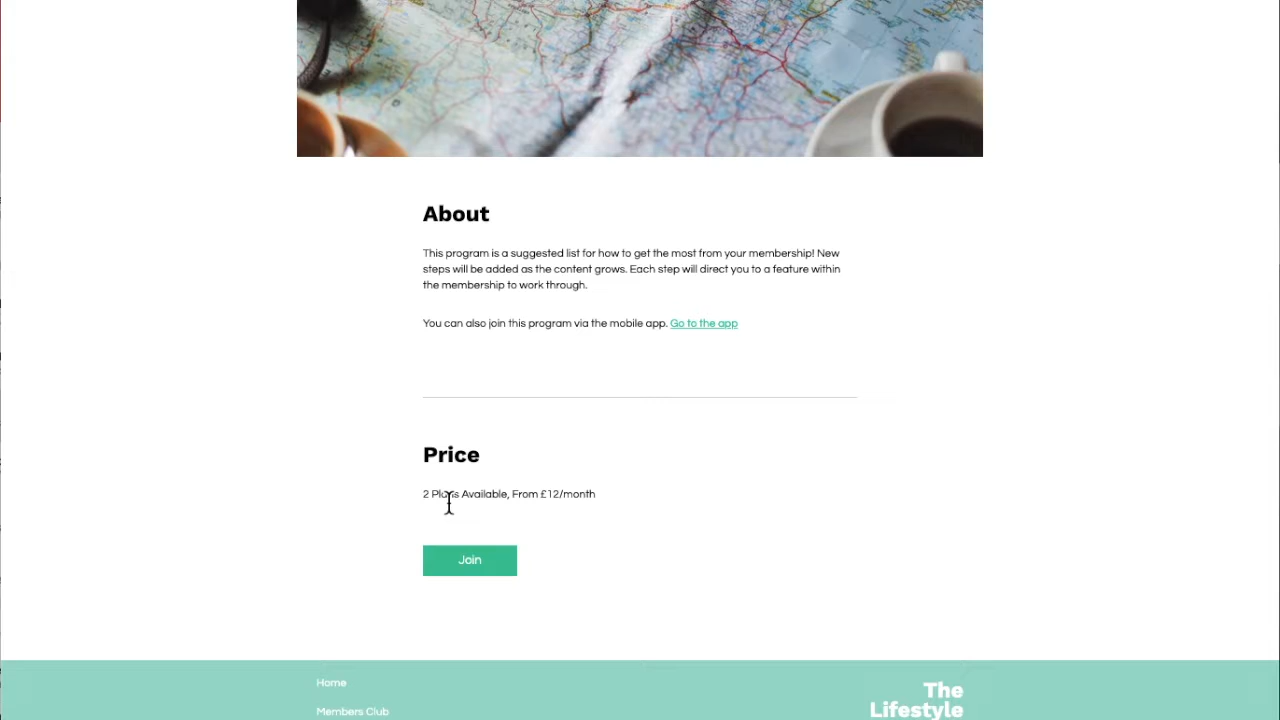 About
This program is a suggested list for how to get the most from your membership! New
steps will be added as the content grows. Each step will direct you to a feature within
the membership to work through.
You can also join this program via the mobile app. Go to the app
Price
2 Plans Available, From £12/month
Join
Home
Members Club
The
Lifestyle